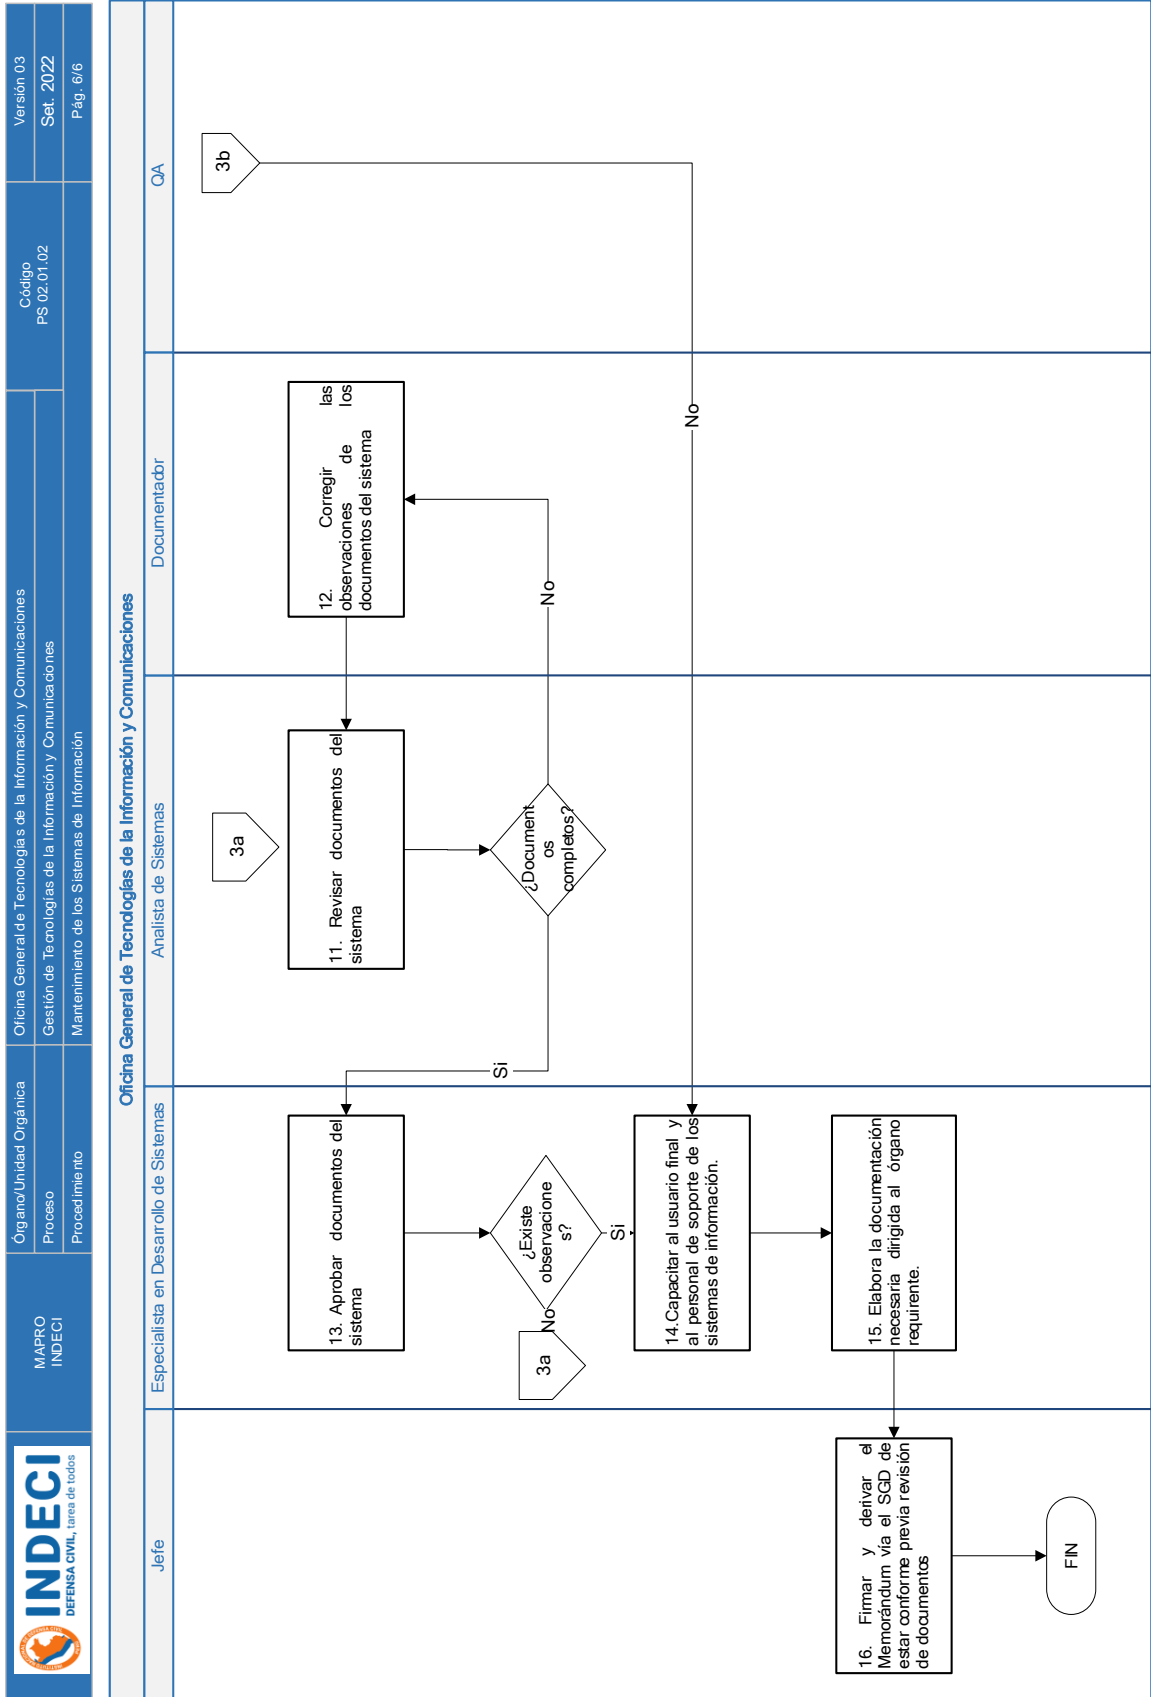 INDECI
DEFENSA CIVIL, tarea de todos
MAPRO
INDECI
Órgano/Unidad Orgánica
Oficina General de Tecnologías de la Información y Comunicaciones
Código
PS 02.01.02
Versión 03
Proceso
Gestión de Tecnologías de la Información y Comunicaciones
Set. 2022
Procedimiento
Mantenimiento de los Sistemas de Información
Pág. 6/6
Oficina General de Tecnologías de la Información y Comunicaciones
Jefe
Especialista en Desarrollo de Sistemas
Analista de Sistemas
Documentador
QA
3b
3a
11. Revisar documentos del
sistema
12. Corregir las
observaciones de los
documentos del sistema
¿Document
os
completos?
No
Si
13. Aprobar documentos del
sistema
¿Existe
observacione
s?
No
3a
Si
No
14.Capacitar al usuario final y
al personal de soporte de los
sistemas de información.
15. Elabora la documentación
necesaria dirigida al órgano
requirente.
16. Firmar y derivar el
Memorándum vía el SGD de
estar conforme previa revisión
de documentos
FIN